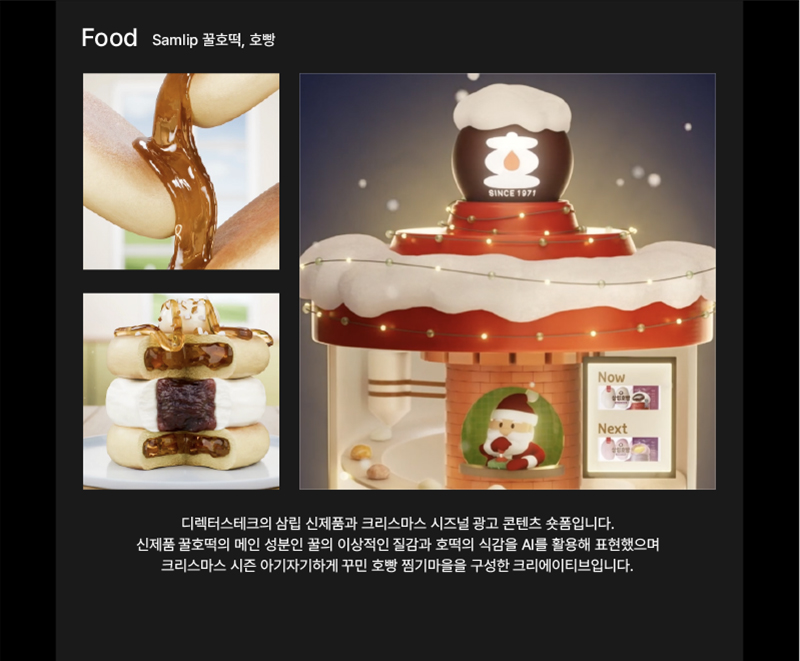 Food Samlip 꿀호떡, 호빵
SINCE 1971
Now
Next
디렉터스테크의 삼립 신제품과 크리스마스 시즈널 광고 콘텐츠 숏폼입니다.
신제품 꿀호떡의 메인 성분인 꿀의 이상적인 질감과 호떡의 식감을 AI를 활용해 표현했으며
크리스마스 시즌 아기자기하게 꾸민 호빵 찜기마을을 구성한 크리에이티브입니다.